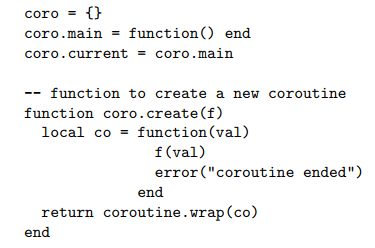 coro = {}
coro.main = function() end
coro.current = coro.main

-- function to create a new coroutine
function coro.create(f)
  local co = function(val)
               f(val)
               error("coroutine ended")
             end
  return coroutine.wrap(co)
end